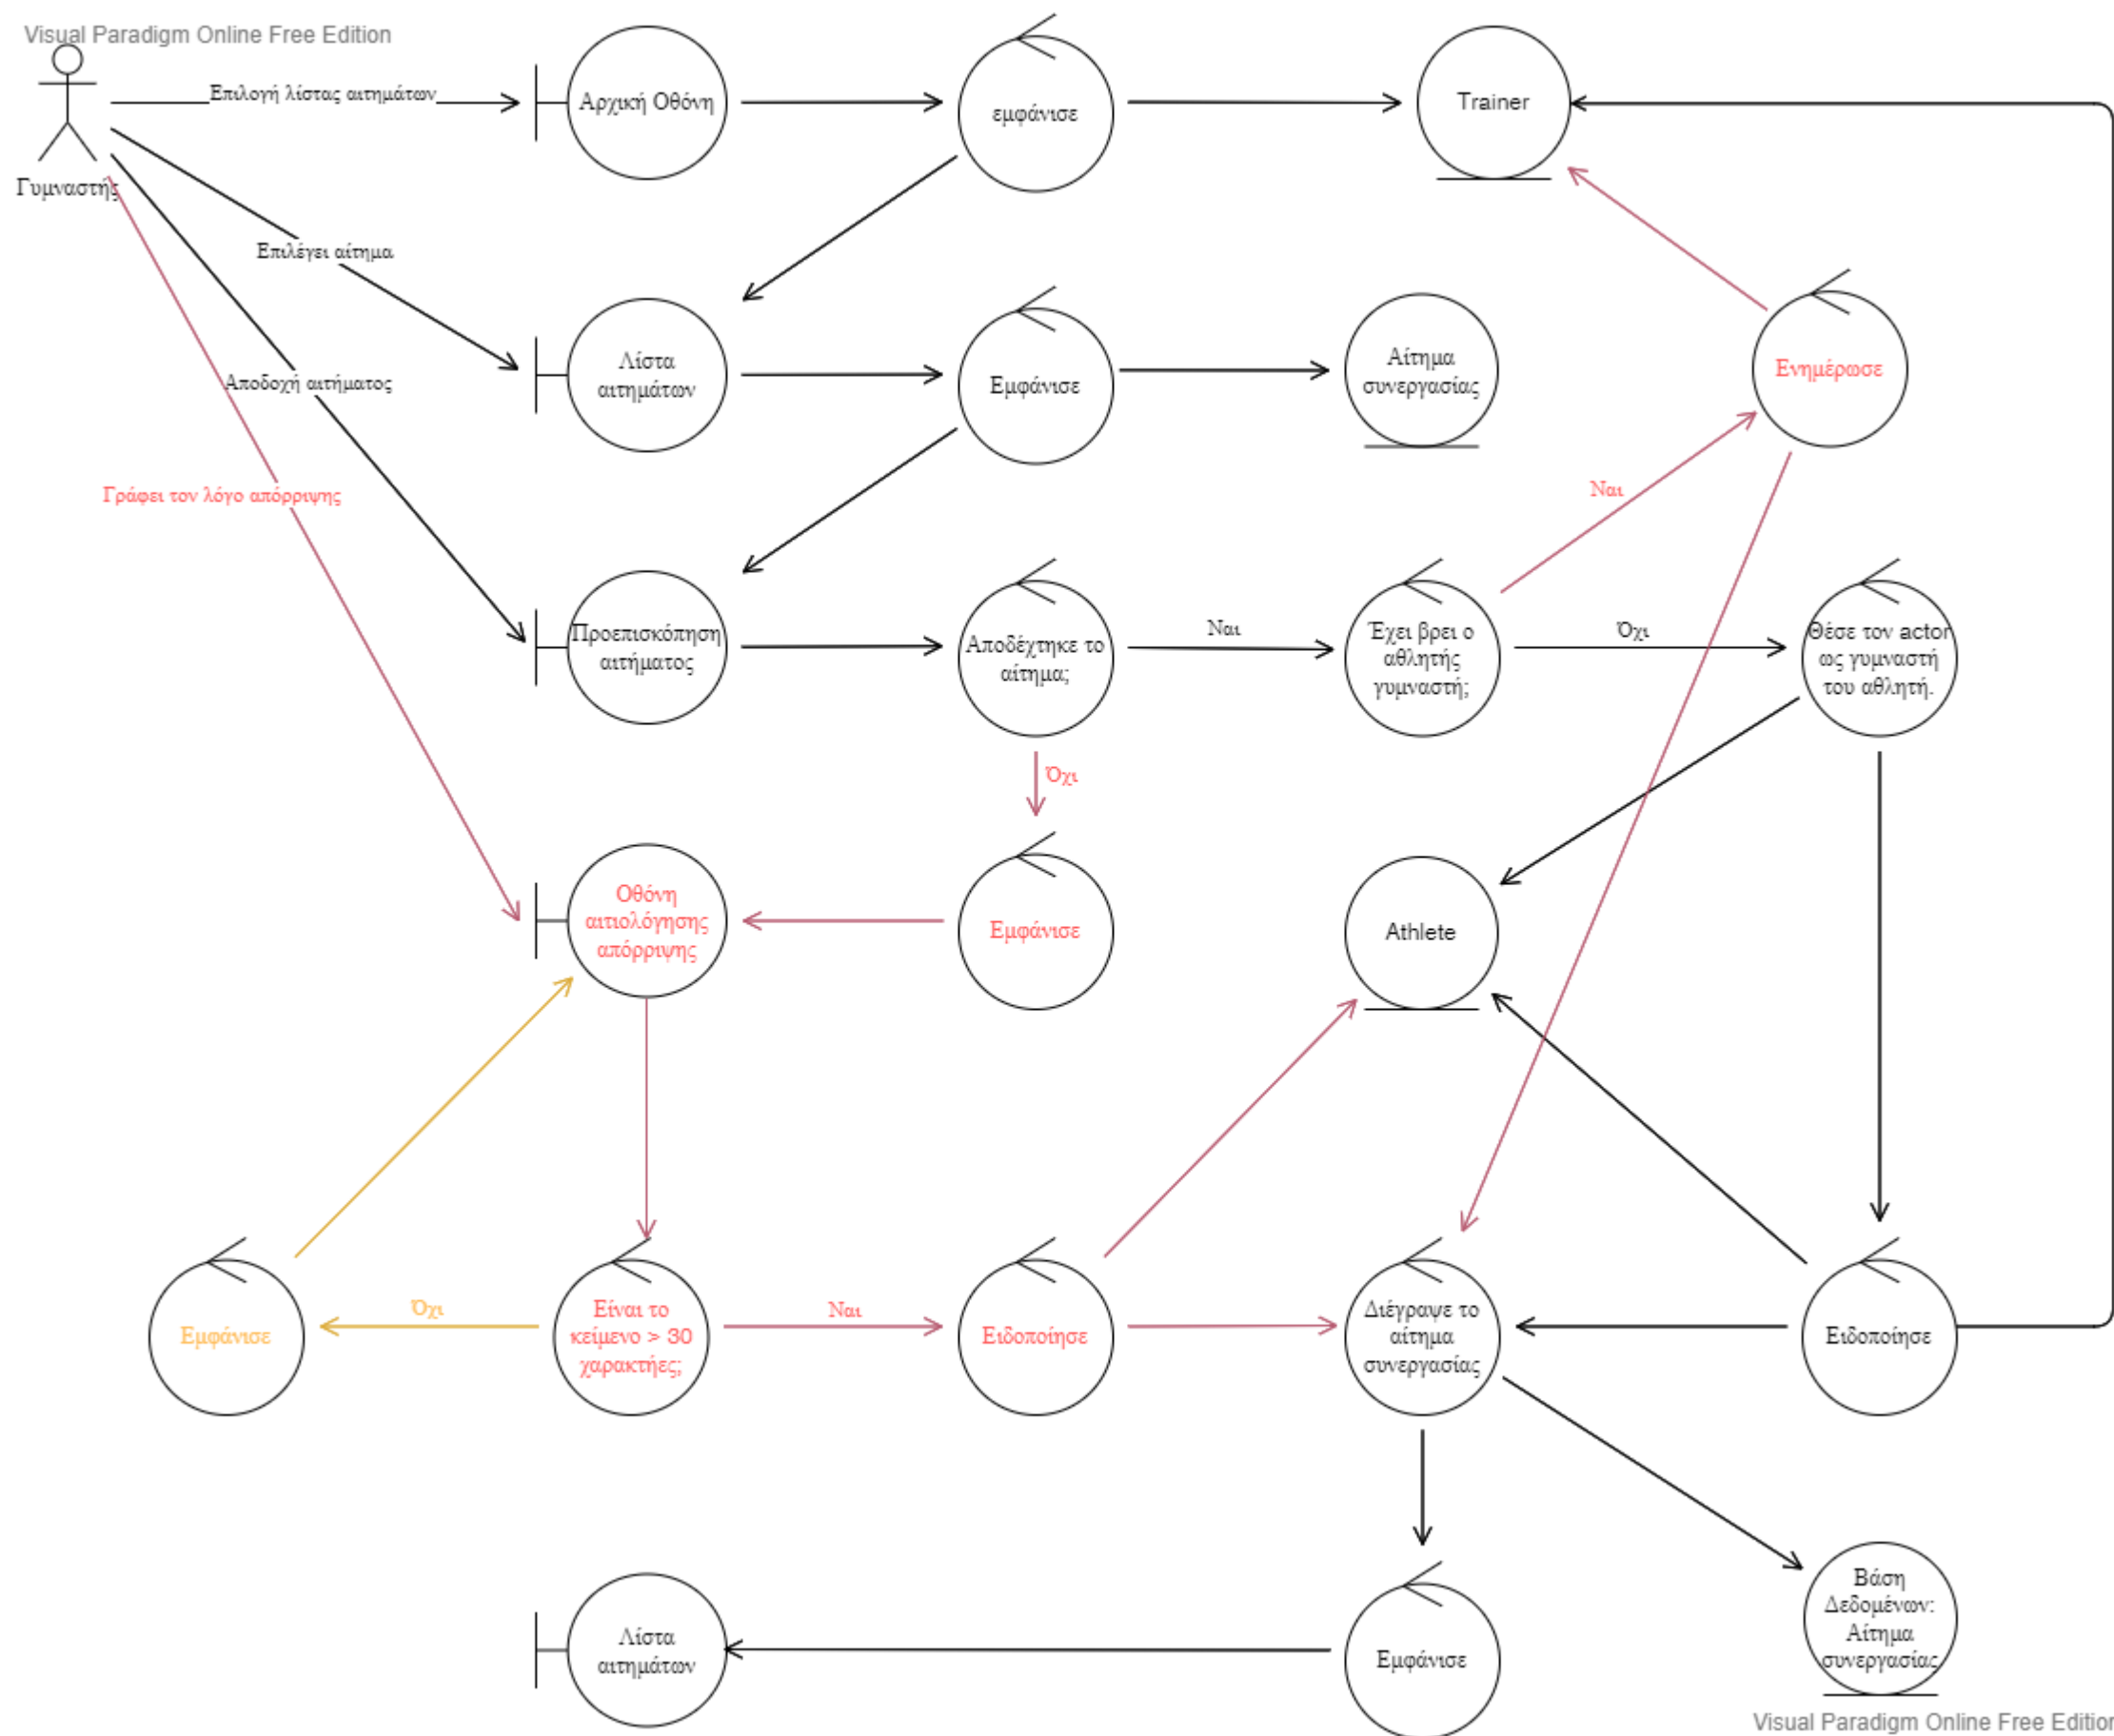 Visual Paradigm Online Free Edition
Επιλογή λίστας αιτημάτων
Αρχική Οθόνη
εμφάνισε
Trainer
Γυμναστής
Επιλέγει αίτημα
Λίστα
αιτημάτων
Εμφάνισε
Αίτημα
συνεργασίας
Ενημέρωσε
Αποδοχή αιτήματος
Γράφει τον λόγο απόρριψης
Ναι
Προεπισκόπηση
αιτήματος
Αποδέχτηκε το
αίτημα;
Ναι
Έχει βρει ο
αθλητής
γυμναστή;
Όχι
Θέσε τον actor
ως γυμναστή
του αθλητή.
Όχι
Οθόνη
αιτιολόγησης
απόρριψης
Εμφάνισε
Athlete
Εμφάνισε
Όχι
Είναι το
κείμενο > 30
χαρακτήες;
Ναι
Ειδοποίησε
Διέγραψε το
αίτημα
συνεργασίας
Ειδοποίησε
Λίστα
αιτημάτων
Εμφάνισε
Βάση
Δεδομένων:
Αίτημα
συνεργασίας
Visual Paradigm Online Free Edition